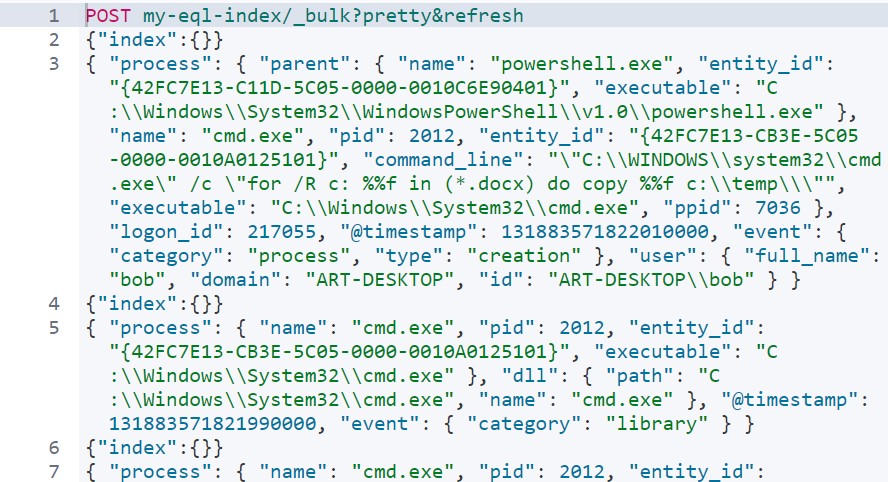 1 POST my-eql-index/_bulk?pretty&refresh
2 {"index":{}}
3 { "process": { "parent": { "name": "powershell.exe", "entity_id":
"{42FC7E13-C11D-5C05-0000-0010C6E90401}", "executable": "C
:\\Windows\\System32\\WindowsPowerShell\\v1.0\\powershell.exe" },
"name": "cmd.exe", "pid": 2012, "entity_id": "{42FC7E13-CB3E-5C05
-0000-0010A0125101}", "command_line": "\"C:\\WINDOWS\\system32\\cmd
.exe\" /c \"for /R c: %%f in (*.docx) do copy %%f c:\\temp\\\"",
"executable": "C:\\Windows\\System32\\cmd.exe", "ppid": 7036 },
"logon_id": 217055, "@timestamp": 131883571822010000, "event": {
"category": "process", "type": "creation" }, "user": { "full_name":
"bob", "domain": "ART-DESKTOP", "id": "ART-DESKTOP\\bob" } }
4 {"index":{}}
5 { "process": { "name": "cmd.exe", "pid": 2012, "entity_id":
"{42FC7E13-CB3E-5C05-0000-0010A0125101}", "executable": "C
:\\Windows\\System32\\cmd.exe" }, "dll": { "path": "C
:\\Windows\\System32\\cmd.exe", "name": "cmd.exe" }, "@timestamp":
131883571821990000, "event": { "category": "library" } }
6 {"index":{}}
7 { "process": { "name": "cmd.exe", "pid": 2012, "entity_id":